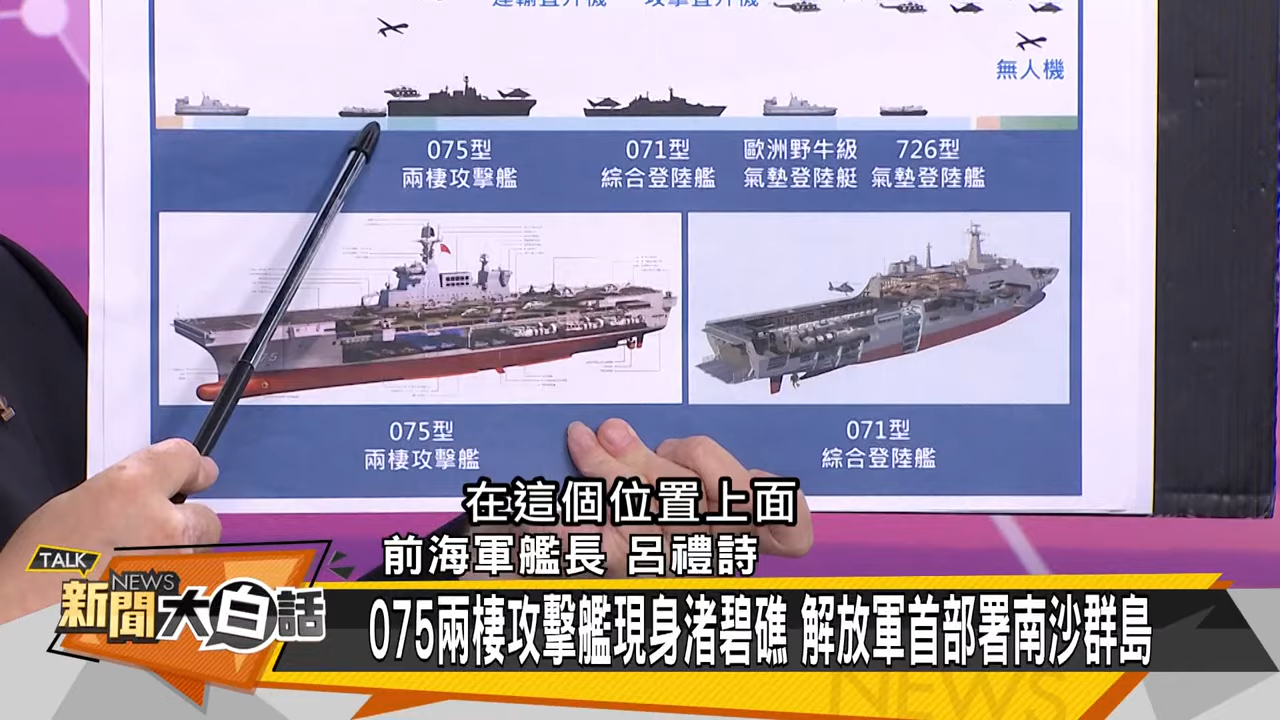 運輸直升機
攻擊直升機
無人機
075型
兩棲攻擊艦
071型
綜合登陸艦
歐洲野牛級
氣墊登陸艇
726型
氣墊登陸艦
075型
兩棲攻擊艦
071型
綜合登陸艦
在這個位置上面
前海軍艦長 呂禮詩
TALK
NEWS
新聞大白話
075兩棲攻擊艦現身渚碧礁 解放軍首部署南沙群島
NEWS